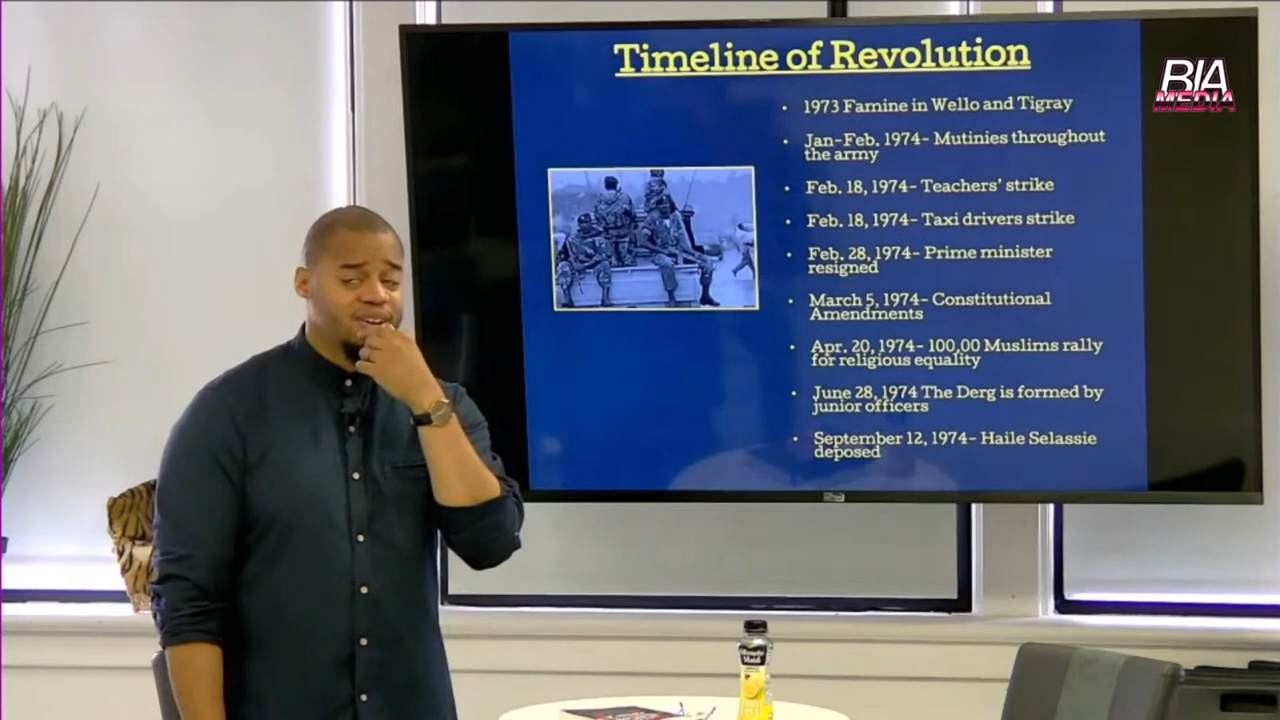 Timeline of Revolution
BIA
MEDIA
• 1973 Famine in Wello and Tigray
• Jan-Feb. 1974- Mutinies throughout
the army
• Feb. 18, 1974- Teachers' strike
• Feb. 18, 1974- Taxi drivers strike
• Feb. 28, 1974- Prime minister
resigned
• March 5, 1974- Constitutional
Amendments
• Apr. 20, 1974- 100,00 Muslims rally
for religious equality
• June 28, 1974 The Derg is formed by
junior officers
• September 12, 1974- Haile Selassie
deposed
Minute
Maid